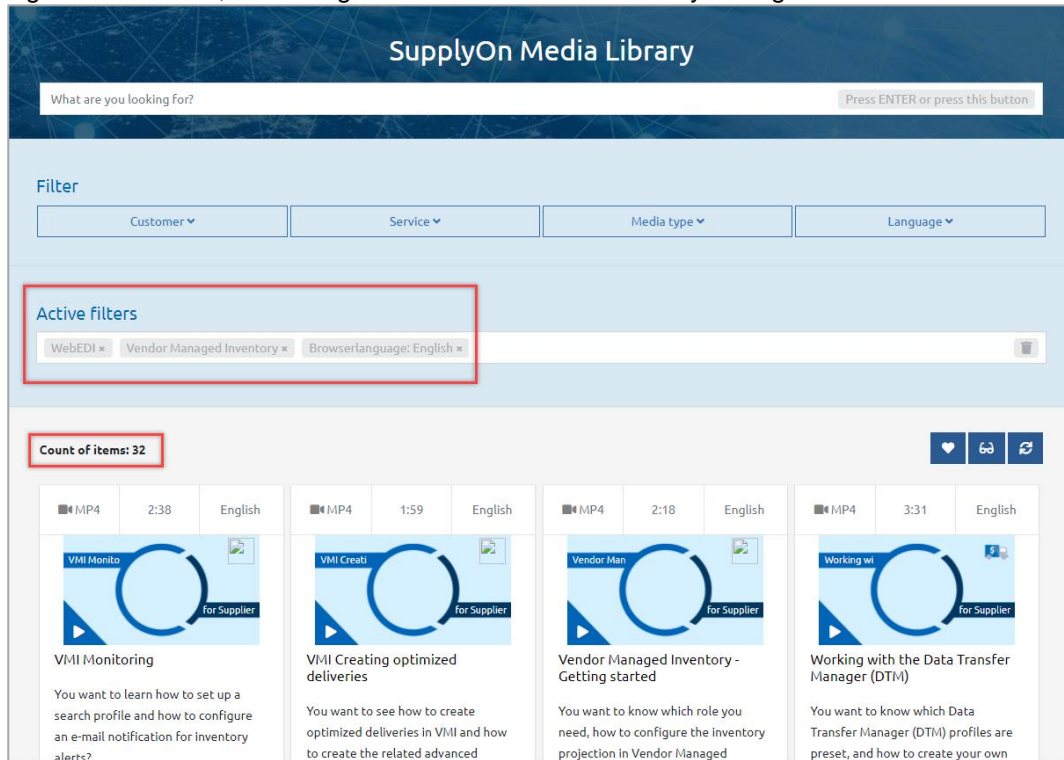 SupplyOn Media Library
What are you looking for?
Press ENTER or press this button
Filter
Customer
Service
Media type
Language
Active filters
WebEDI ×
Vendor Managed Inventory ×
Browserlanguage: English ×
Count of items: 32
MP4 2:38 English
VMI Monito
for Supplier
VMI Monitoring
You want to learn how to set up a
search profile and how to configure
an e-mail notification for inventory
alerts?
MP4 1:59 English
VMI Creati
for Supplier
VMI Creating optimized
deliveries
You want to see how to create
optimized deliveries in VMI and how
to create the related advanced
MP4 2:18 English
Vendor Man
for Supplier
Vendor Managed Inventory -
Getting started
You want to know which role you
need, how to configure the inventory
projection in Vendor Managed
MP4 3:31 English
Working wi
for Supplier
Working with the Data Transfer
Manager (DTM)
You want to know which Data
Transfer Manager (DTM) profiles are
preset, and how to create your own